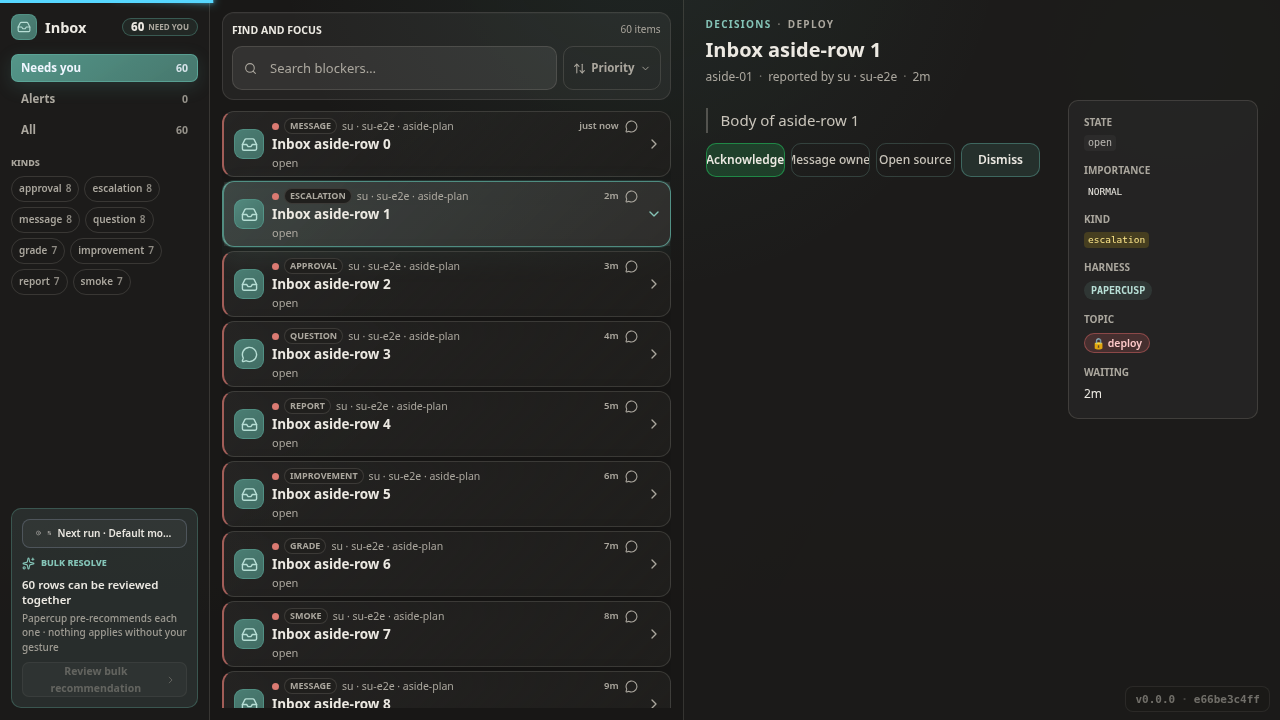 Inbox
60 NEED YOU
Needs you 60
Alerts 0
All 60
KINDS
approval 8 escalation 8
message 8 question 8
grade 7 improvement 7
report 7 smoke 7
Next run · Default mo...
BULK RESOLVE
60 rows can be reviewed
together
Papercup pre-recommends each
one · nothing applies without your
gesture
Review bulk
recommendation
FIND AND FOCUS 60 items
Search blockers...
Priority
MESSAGE su · su-e2e · aside-plan just now
Inbox aside-row 0
open
ESCALATION su · su-e2e · aside-plan 2m
Inbox aside-row 1
open
APPROVAL su · su-e2e · aside-plan 3m
Inbox aside-row 2
open
QUESTION su · su-e2e · aside-plan 4m
Inbox aside-row 3
open
REPORT su · su-e2e · aside-plan 5m
Inbox aside-row 4
open
IMPROVEMENT su · su-e2e · aside-plan 6m
Inbox aside-row 5
open
GRADE su · su-e2e · aside-plan 7m
Inbox aside-row 6
open
SMOKE su · su-e2e · aside-plan 8m
Inbox aside-row 7
open
MESSAGE su · su-e2e · aside-plan 9m
Inbox aside-row 8
DECISIONS · DEPLOY
Inbox aside-row 1
aside-01 · reported by su · su-e2e · 2m
Body of aside-row 1
Acknowledge Message owne Open source Dismiss
STATE
open
IMPORTANCE
NORMAL
KIND
escalation
HARNESS
PAPERCUSP
TOPIC
🔒 deploy
WAITING
2m
v0.0.0 · e66be3c4ff